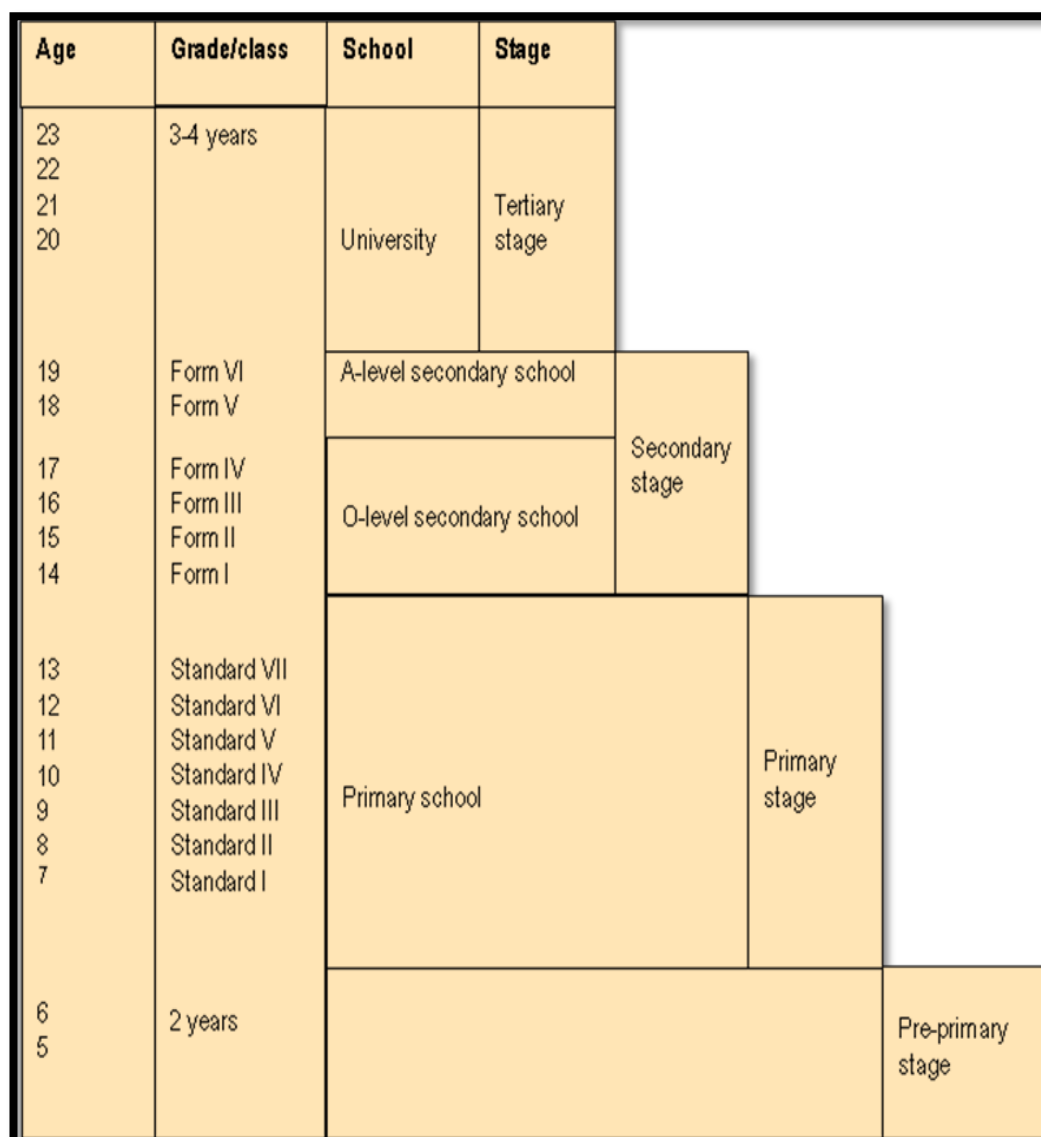 Age Grade/class School Stage
23 3-4 years
22
21 Tertiary
20 University stage
19 Form VI A-level secondary school
18 Form V
Secondary
17 Form IV stage
16 Form III
O-level secondary school
15 Form II
14 Form I
13 Standard VII
12 Standard VI
11 Standard V
Primary
10 Standard IV
9 Standard III Primary school stage
8 Standard II
7 Standard I
6 2 years
Pre-primary
5
stage